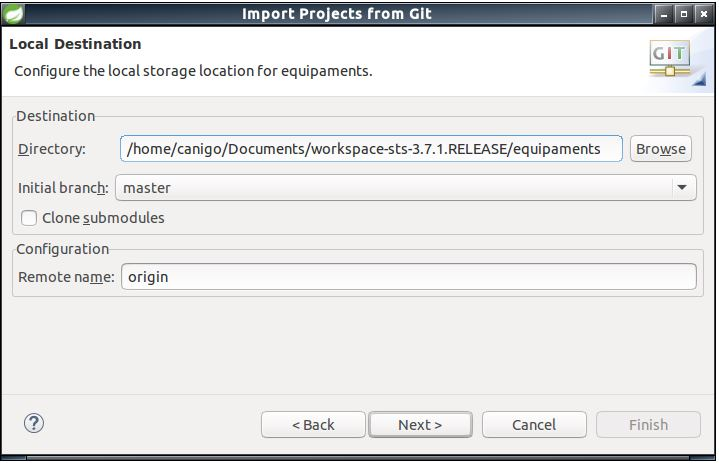 Import Projects from Git
Local Destination
Configure the local storage location for equipaments.
GIT
Destination
Directory: /home/canigo/Documents/workspace-sts-3.7.1.RELEASE/equipaments Browse
Initial branch: master
Clone submodules
Configuration
Remote name: origin
? < Back Next > Cancel Finish